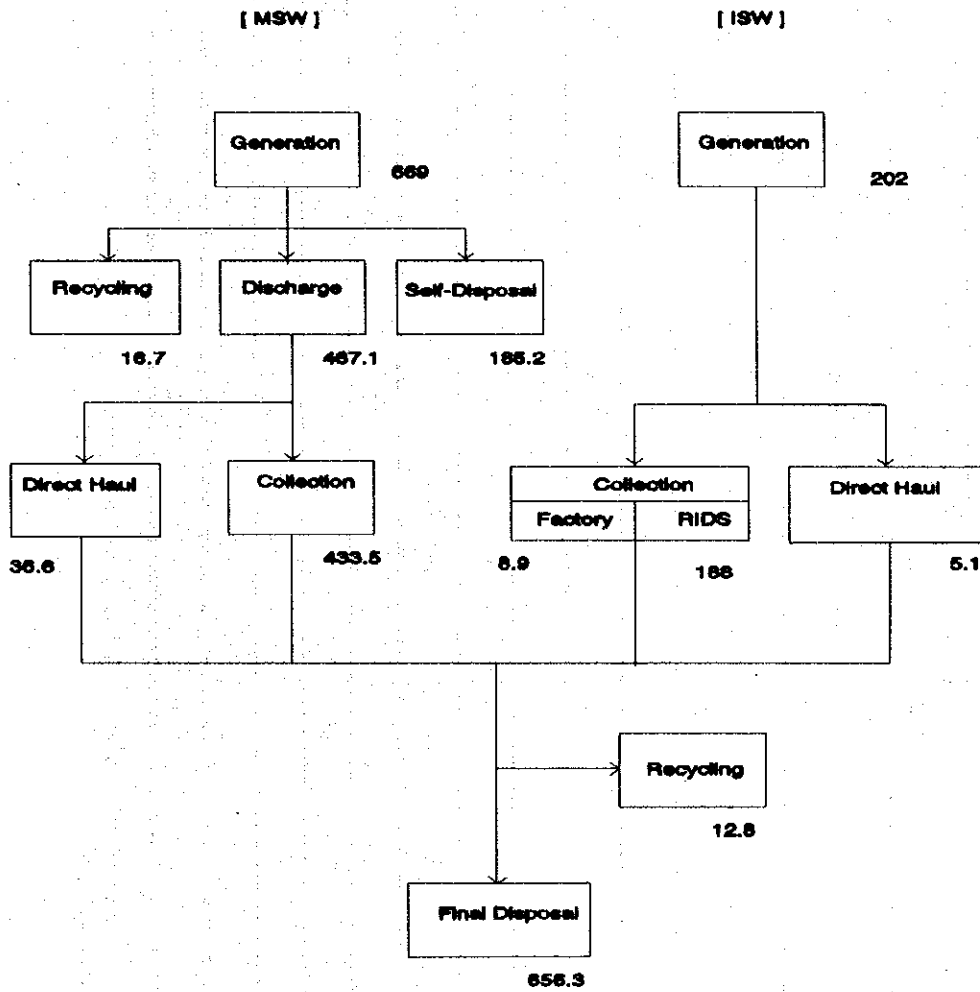 [ MSW ]
[ ISW ]
Generation
669
Generation
202
Recycling
16.7
Discharge
467.1
Self-Disposal
185.2
Direct Haul
36.6
Collection
433.5
Collection
Factory
RIDS
8.9
188
Direct Haul
5.1
Recycling
12.8
Final Disposal
656.3